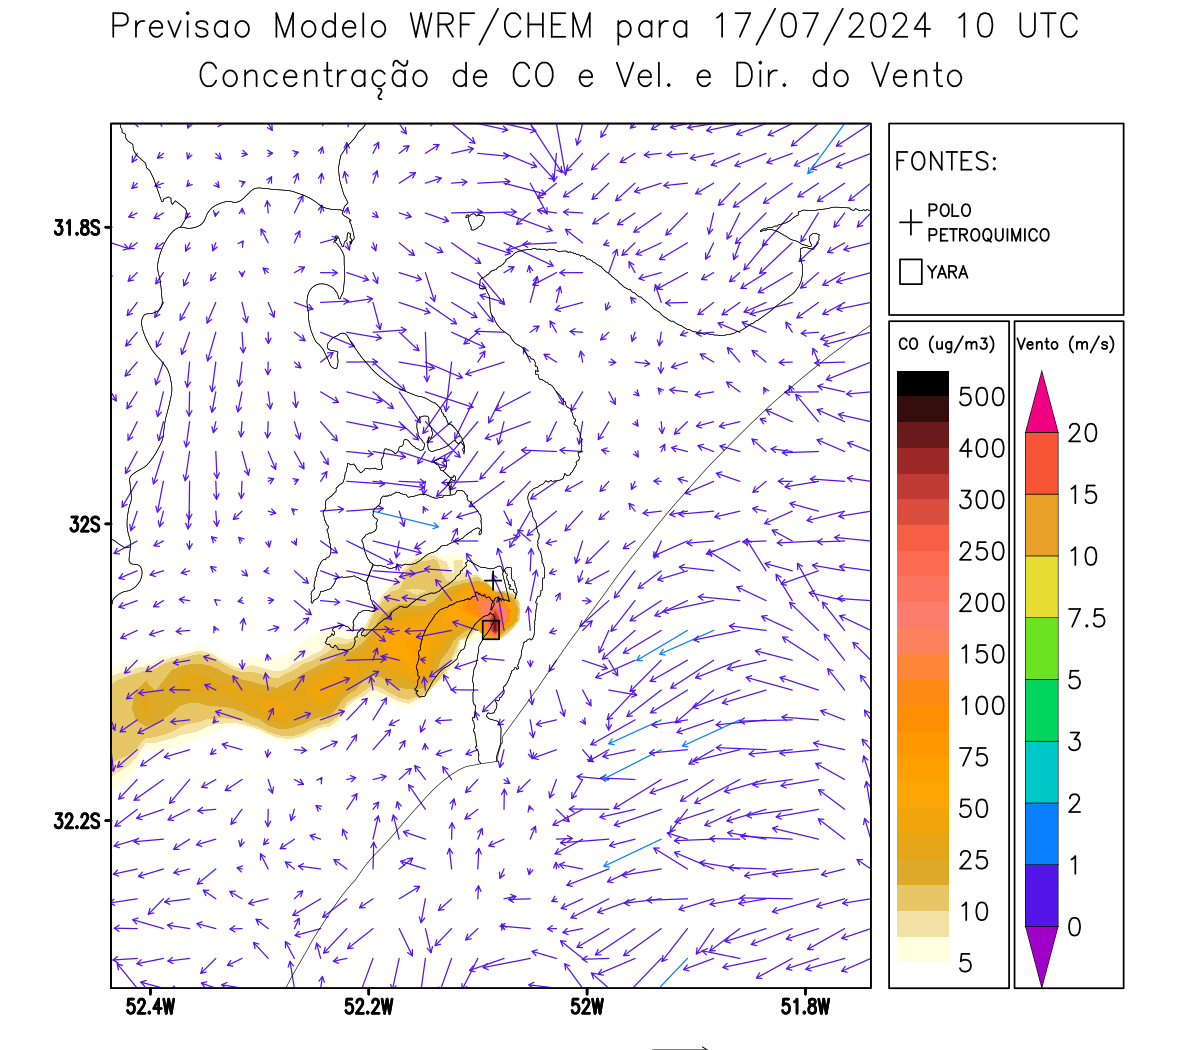 Previsao Modelo WRF/CHEM para 17/07/2024 10 UTC
Concentração de CO e Vel. e Dir. do Vento
FONTES:
POLO
PETROQUIMICO
YARA
CO (ug/m3)
500
400
300
250
200
150
100
75
50
25
10
5
Vento (m/s)
20
15
10
7.5
5
3
2
1
0
31.8S
32S
32.2S
52.4W
52.2W
52W
51.8W